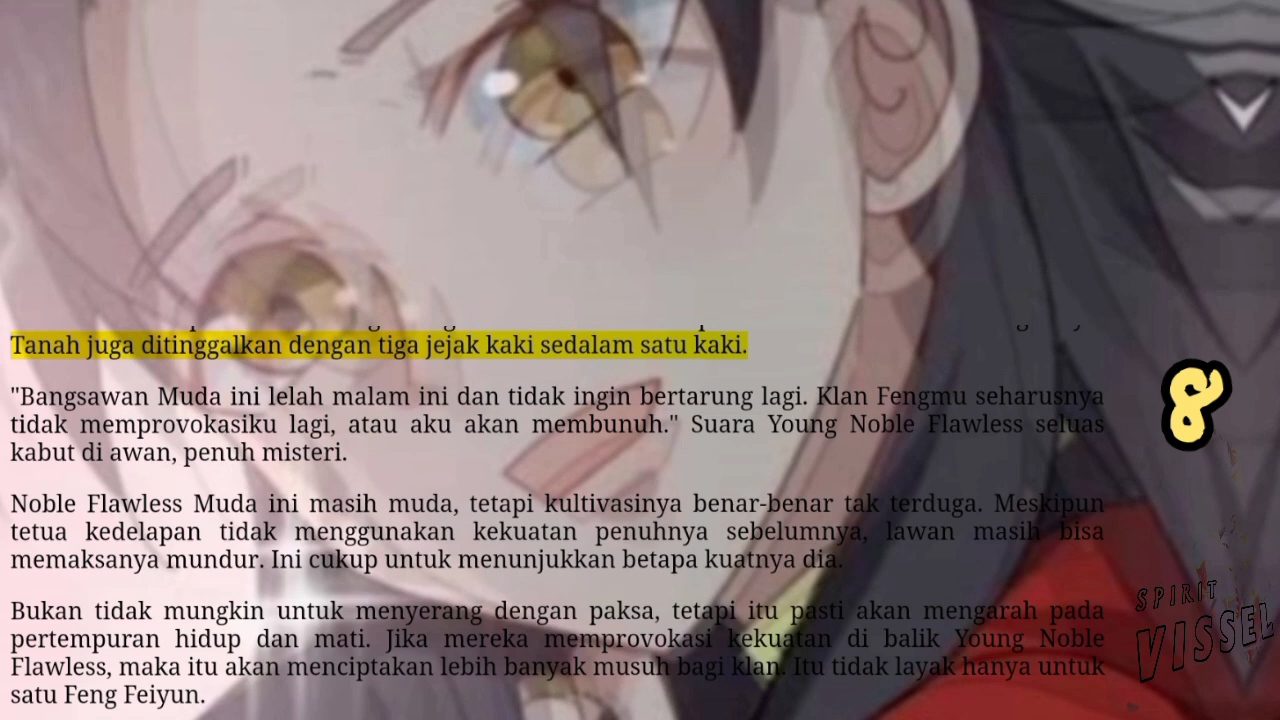 Tanah juga ditinggalkan dengan tiga jejak kaki sedalam satu kaki.
"Bangsawan Muda ini lelah malam ini dan tidak ingin bertarung lagi. Klan Fengmu seharusnya
tidak memprovokasiku lagi, atau aku akan membunuh." Suara Young Noble Flawless seluas
kabut di awan, penuh misteri.
Noble Flawless Muda ini masih muda, tetapi kultivasinya benar-benar tak terduga. Meskipun
tetua kedelapan tidak menggunakan kekuatan penuhnya sebelumnya, lawan masih bisa
memaksanya mundur. Ini cukup untuk menunjukkan betapa kuatnya dia.
Bukan tidak mungkin untuk menyerang dengan paksa, tetapi itu pasti akan mengarah pada
pertempuran hidup dan mati. Jika mereka memprovokasi kekuatan di balik Young Noble
Flawless, maka itu akan menciptakan lebih banyak musuh bagi klan. Itu tidak layak hanya untuk
satu Feng Feiyun.
8
SPIRIT
VISSEL